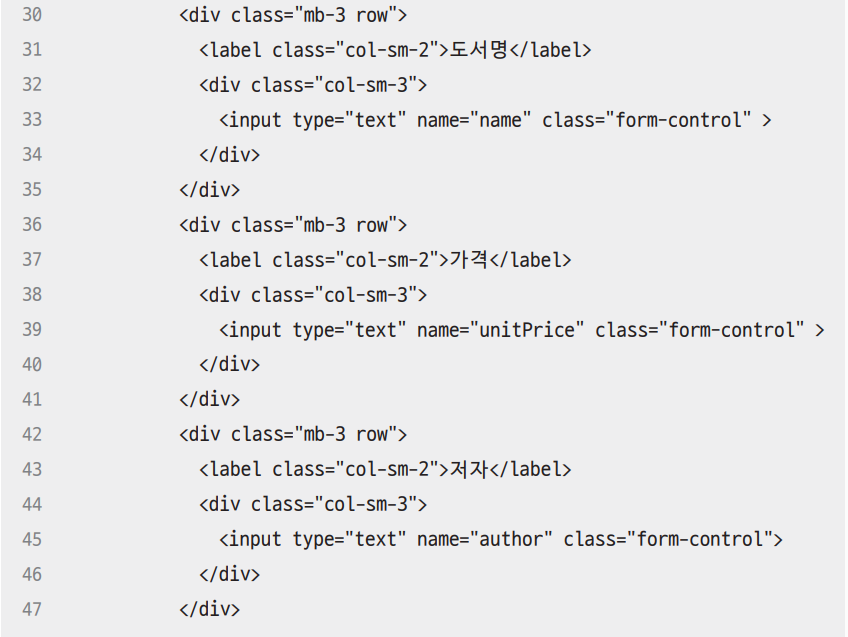 30 <div class="mb-3 row">
31 <label class="col-sm-2">도서명</label>
32 <div class="col-sm-3">
33 <input type="text" name="name" class="form-control" >
34 </div>
35 </div>
36 <div class="mb-3 row">
37 <label class="col-sm-2">가격</label>
38 <div class="col-sm-3">
39 <input type="text" name="unitPrice" class="form-control" >
40 </div>
41 </div>
42 <div class="mb-3 row">
43 <label class="col-sm-2">저자</label>
44 <div class="col-sm-3">
45 <input type="text" name="author" class="form-control">
46 </div>
47 </div>